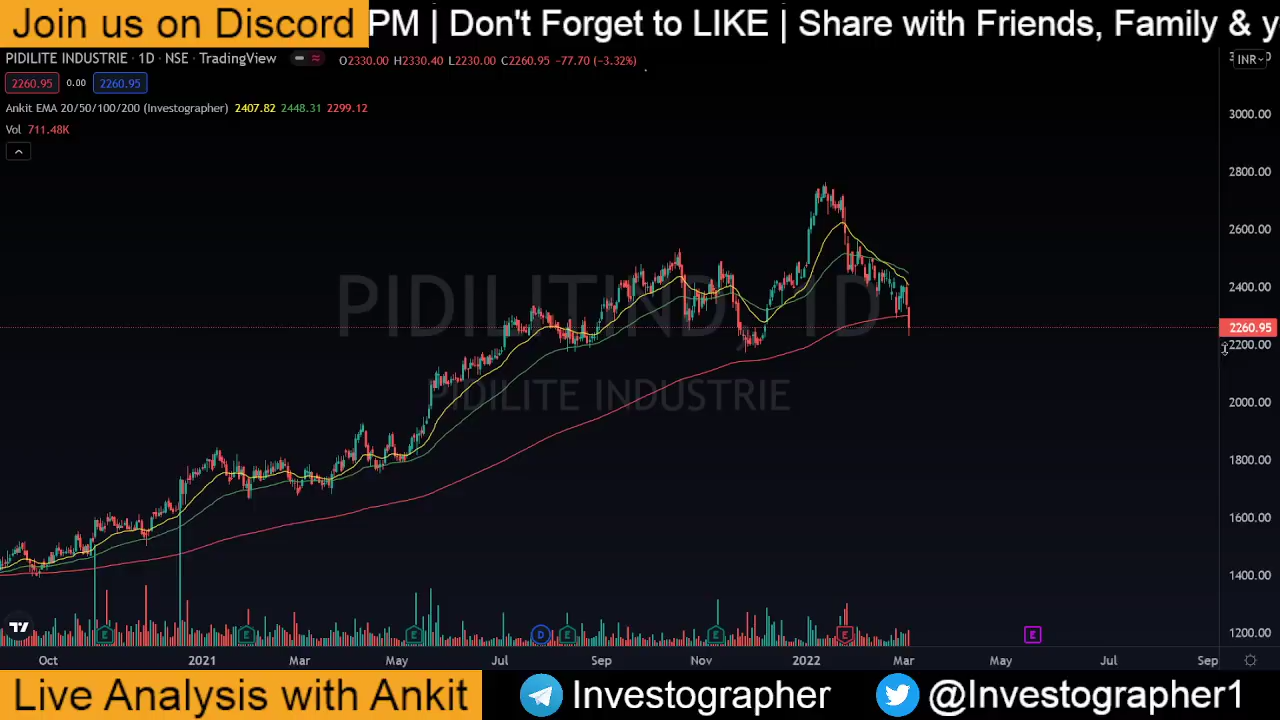 Join us on Discord
PM | Don't Forget to LIKE | Share with Friends, Family & y
PIDILITE INDUSTRIE · 1D · NSE · TradingView
O2330.00 H2330.40 L2230.00 C2260.95 -77.70 (-3.32%)
INR
2260.95 0.00 2260.95
Ankit EMA 20/50/100/200 (Investographer) 2407.82 2448.31 2299.12
Vol 711.48K
3000.00
2800.00
2600.00
PIDILITIND, 1D
2400.00
2260.95
2200.00
PIDILITE INDUSTRIE
2000.00
1800.00
1600.00
1400.00
E E E D E E E E
1200.00
Oct 2021 Mar May Jul Sep Nov 2022 Mar May Jul Sep
Live Analysis with Ankit
Investographer
@Investographer1